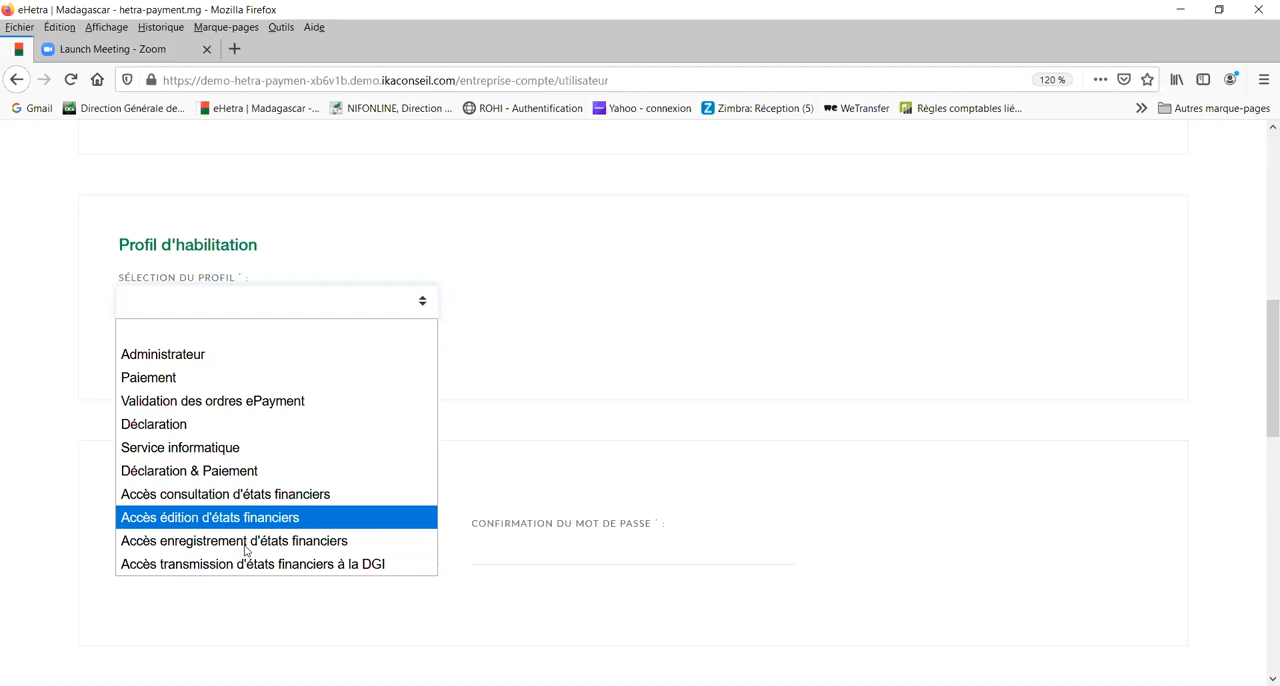 eHetra | Madagascar - hetra-payment.mg - Mozilla Firefox
Fichier Édition Affichage Historique Marque-pages Outils Aide
Launch Meeting - Zoom
https://demo-hetra-paymen-xb6v1b.demo.ikaconseil.com/entreprise-compte/utilisateur 120 %
Gmail Direction Générale de... eHetra | Madagascar -... NIFONLINE, Direction ... ROHI - Authentification Yahoo - connexion Zimbra: Réception (5) WeTransfer Règles comptables lié... Autres marque-pages
Profil d'habilitation
SÉLECTION DU PROFIL * :
Administrateur
Paiement
Validation des ordres ePayment
Déclaration
Service informatique
Déclaration & Paiement
Accès consultation d'états financiers
Accès édition d'états financiers
CONFIRMATION DU MOT DE PASSE * :
Accès enregistrement d'états financiers
Accès transmission d'états financiers à la DGI